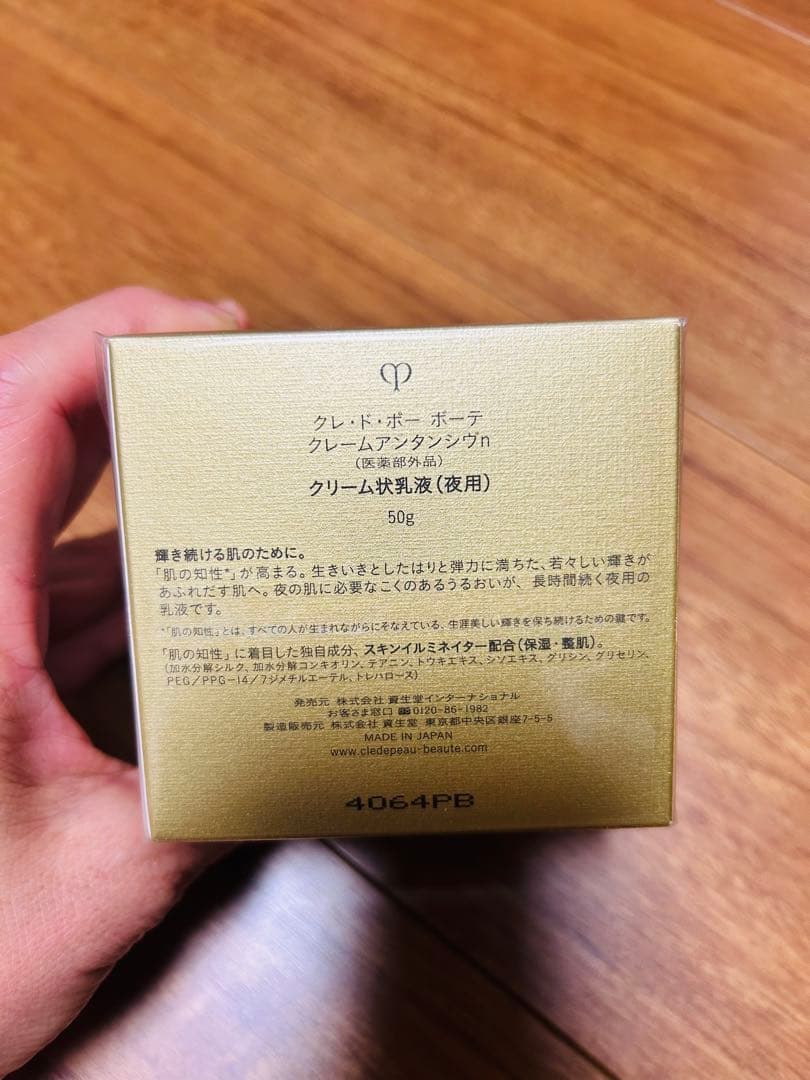 クレ・ド・ポー ボーテ
クレームアンタンシヴn
(医薬部外品)
クリーム状乳液(夜用)
50g
輝き続ける肌のために。
「肌の知性*」が高まる。生きいきとしたはりと弾力に満ちた、若々しい輝きが
あふれだす肌へ。夜の肌に必要なこくのあるうるおいが、長時間続く夜用の
乳液です。
*「肌の知性」とは、すべての人が生まれながらにそなえている、生涯美しい輝きを保ち続けるための鍵です。
「肌の知性」に着目した独自成分、スキンイルミネイター配合(保湿・整肌)。
(加水分解シルク、加水分解コンキオリン、テアニン、トウキエキス、シソエキス、グリシン、グリセリン、
PEG/PPG-14/7ジメチルエーテル、トレハロース)
発売元 株式会社 資生堂インターナショナル
お客さま窓口 0120-86-1982
製造販売元 株式会社 資生堂 東京都中央区銀座7-5-5
MADE IN JAPAN
www.cledepeau-beaute.com
4064PB